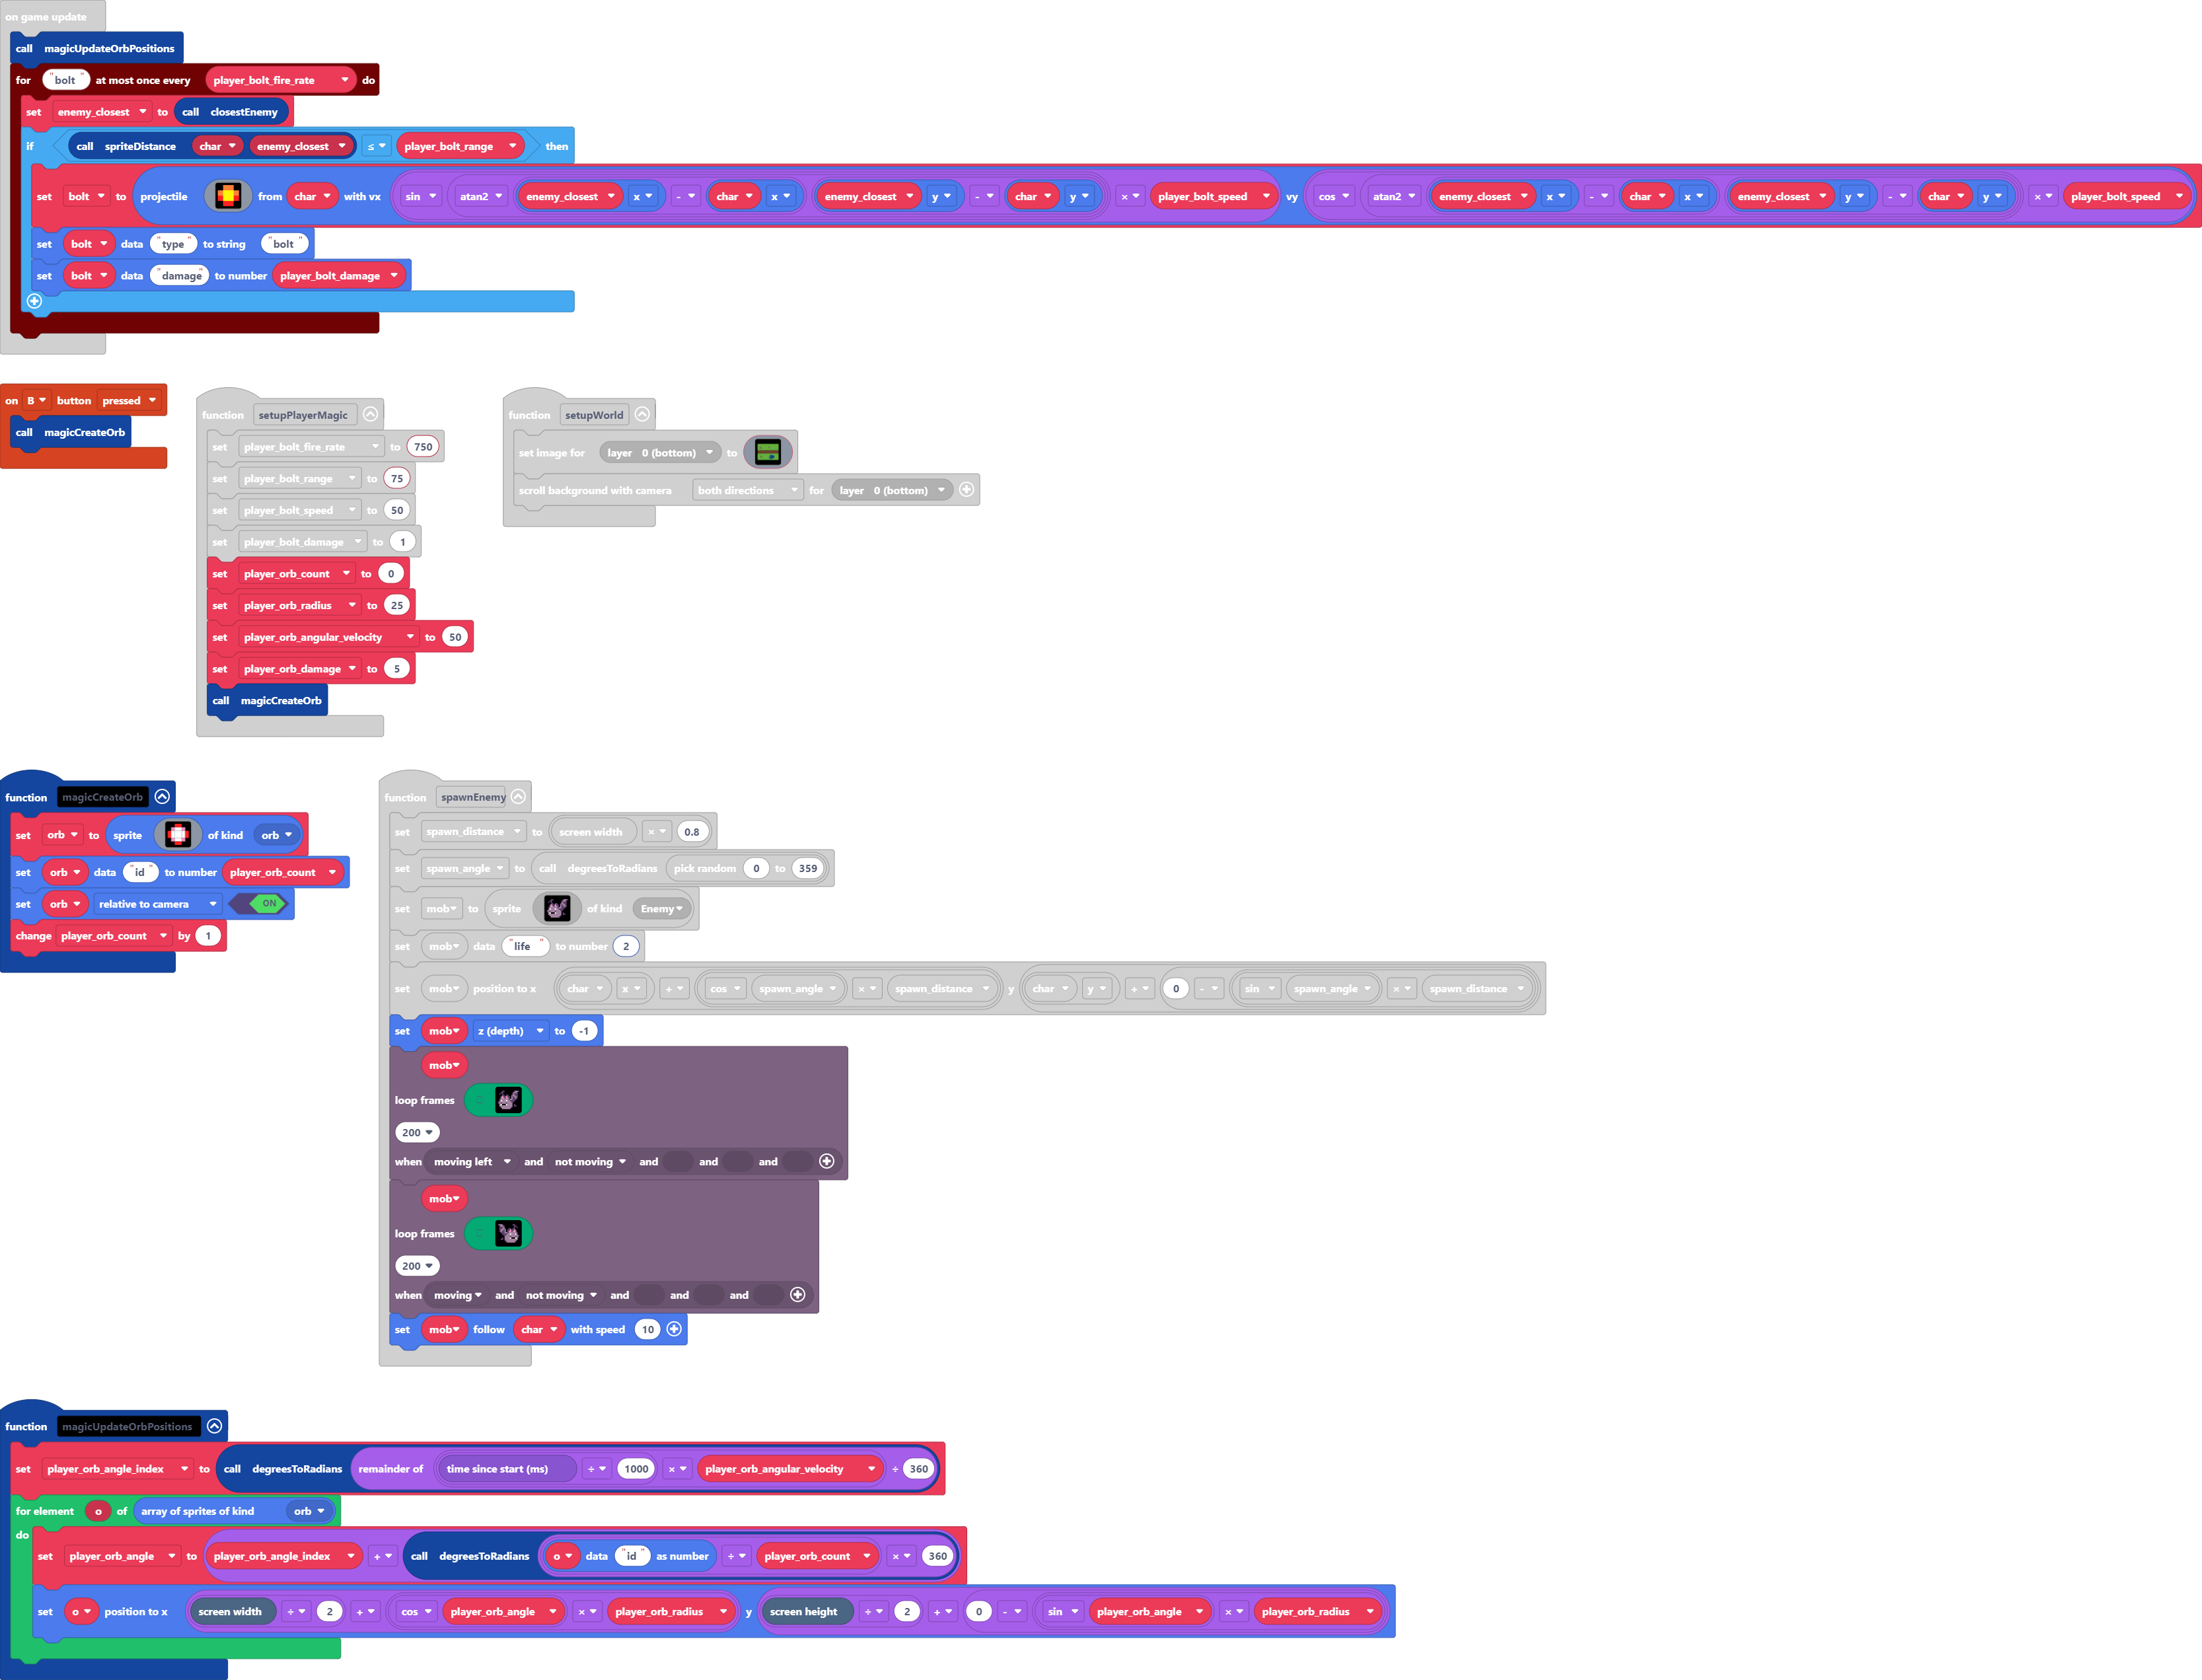 on game update
call magicUpdateOrbPositions
for "bolt" at most once every player_bolt_fire_rate do
set enemy_closest to call closestEnemy
if call spriteDistance char enemy_closest ≤ player_bolt_range then
set bolt to projectile from char with vx sin atan2 enemy_closest x - char x enemy_closest y - char y × player_bolt_speed vy cos atan2 enemy_closest x - char x enemy_closest y - char y × player_bolt_speed
set bolt data "type" to string "bolt"
set bolt data "damage" to number player_bolt_damage
on B button pressed
call magicCreateOrb
function setupPlayerMagic
set player_bolt_fire_rate to 750
set player_bolt_range to 75
set player_bolt_speed to 50
set player_bolt_damage to 1
set player_orb_count to 0
set player_orb_radius to 25
set player_orb_angular_velocity to 50
set player_orb_damage to 5
call magicCreateOrb
function setupWorld
set image for layer 0 (bottom) to
scroll background with camera both directions for layer 0 (bottom)
function magicCreateOrb
set orb to sprite of kind orb
set orb data "id" to number player_orb_count
set orb relative to camera ON
change player_orb_count by 1
function spawnEnemy
set spawn_distance to screen width × 0.8
set spawn_angle to call degreesToRadians pick random 0 to 359
set mob to sprite of kind Enemy
set mob data "life" to number 2
set mob position to x char x + cos spawn_angle × spawn_distance y char y + 0 - sin spawn_angle × spawn_distance
set mob z (depth) to -1
mob
loop frames
200
when moving left and not moving and and and
mob
loop frames
200
when moving and not moving and and and
set mob follow char with speed 10
function magicUpdateOrbPositions
set player_orb_angle_index to call degreesToRadians remainder of time since start (ms) ÷ 1000 × player_orb_angular_velocity ÷ 360
for element o of array of sprites of kind orb
do
set player_orb_angle to player_orb_angle_index + call degreesToRadians o data "id" as number ÷ player_orb_count × 360
set o position to x screen width ÷ 2 + cos player_orb_angle × player_orb_radius y screen height ÷ 2 + 0 - sin player_orb_angle × player_orb_radius